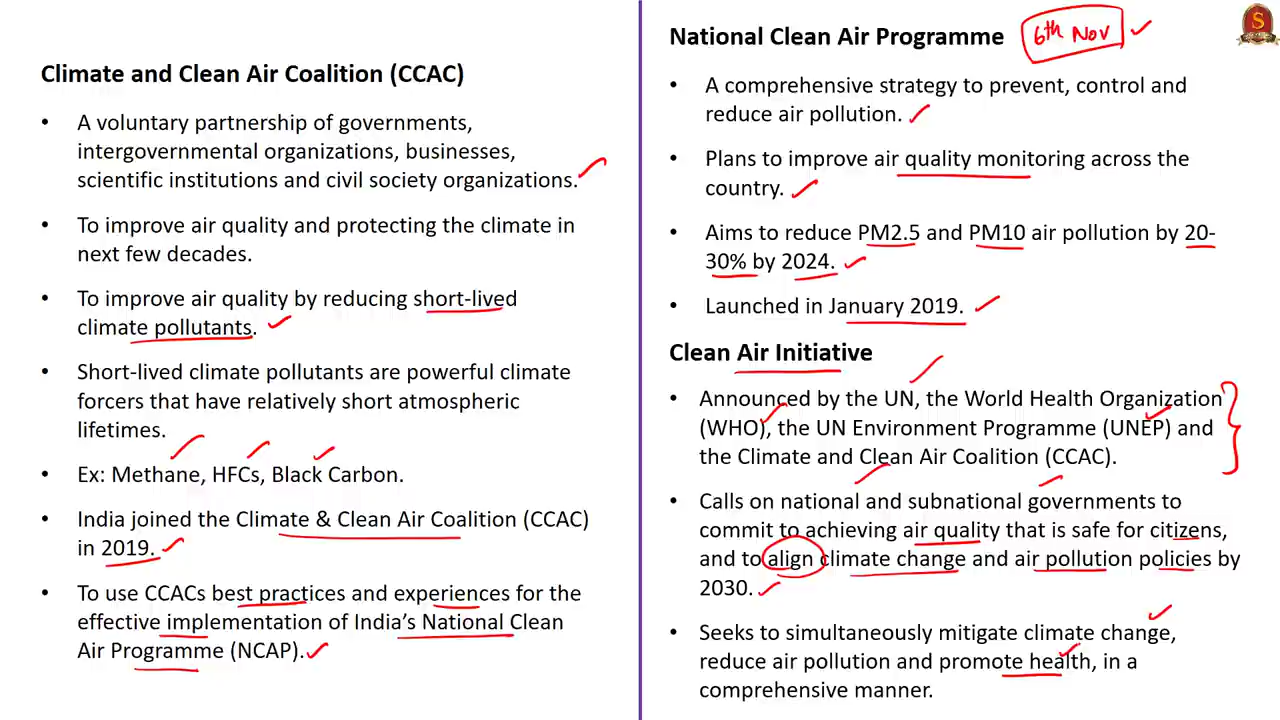 Climate and Clean Air Coalition (CCAC)
• A voluntary partnership of governments,
intergovernmental organizations, businesses,
scientific institutions and civil society organizations.
• To improve air quality and protecting the climate in
next few decades.
• To improve air quality by reducing short-lived
climate pollutants.
• Short-lived climate pollutants are powerful climate
forcers that have relatively short atmospheric
lifetimes.
• Ex: Methane, HFCs, Black Carbon.
• India joined the Climate & Clean Air Coalition (CCAC)
in 2019.
• To use CCACs best practices and experiences for the
effective implementation of India's National Clean
Air Programme (NCAP).
National Clean Air Programme 6th Nov
• A comprehensive strategy to prevent, control and
reduce air pollution.
• Plans to improve air quality monitoring across the
country.
• Aims to reduce PM2.5 and PM10 air pollution by 20-
30% by 2024.
• Launched in January 2019.
Clean Air Initiative
• Announced by the UN, the World Health Organization
(WHO), the UN Environment Programme (UNEP) and
the Climate and Clean Air Coalition (CCAC).
• Calls on national and subnational governments to
commit to achieving air quality that is safe for citizens,
and to align climate change and air pollution policies by
2030.
• Seeks to simultaneously mitigate climate change,
reduce air pollution and promote health, in a
comprehensive manner.
S